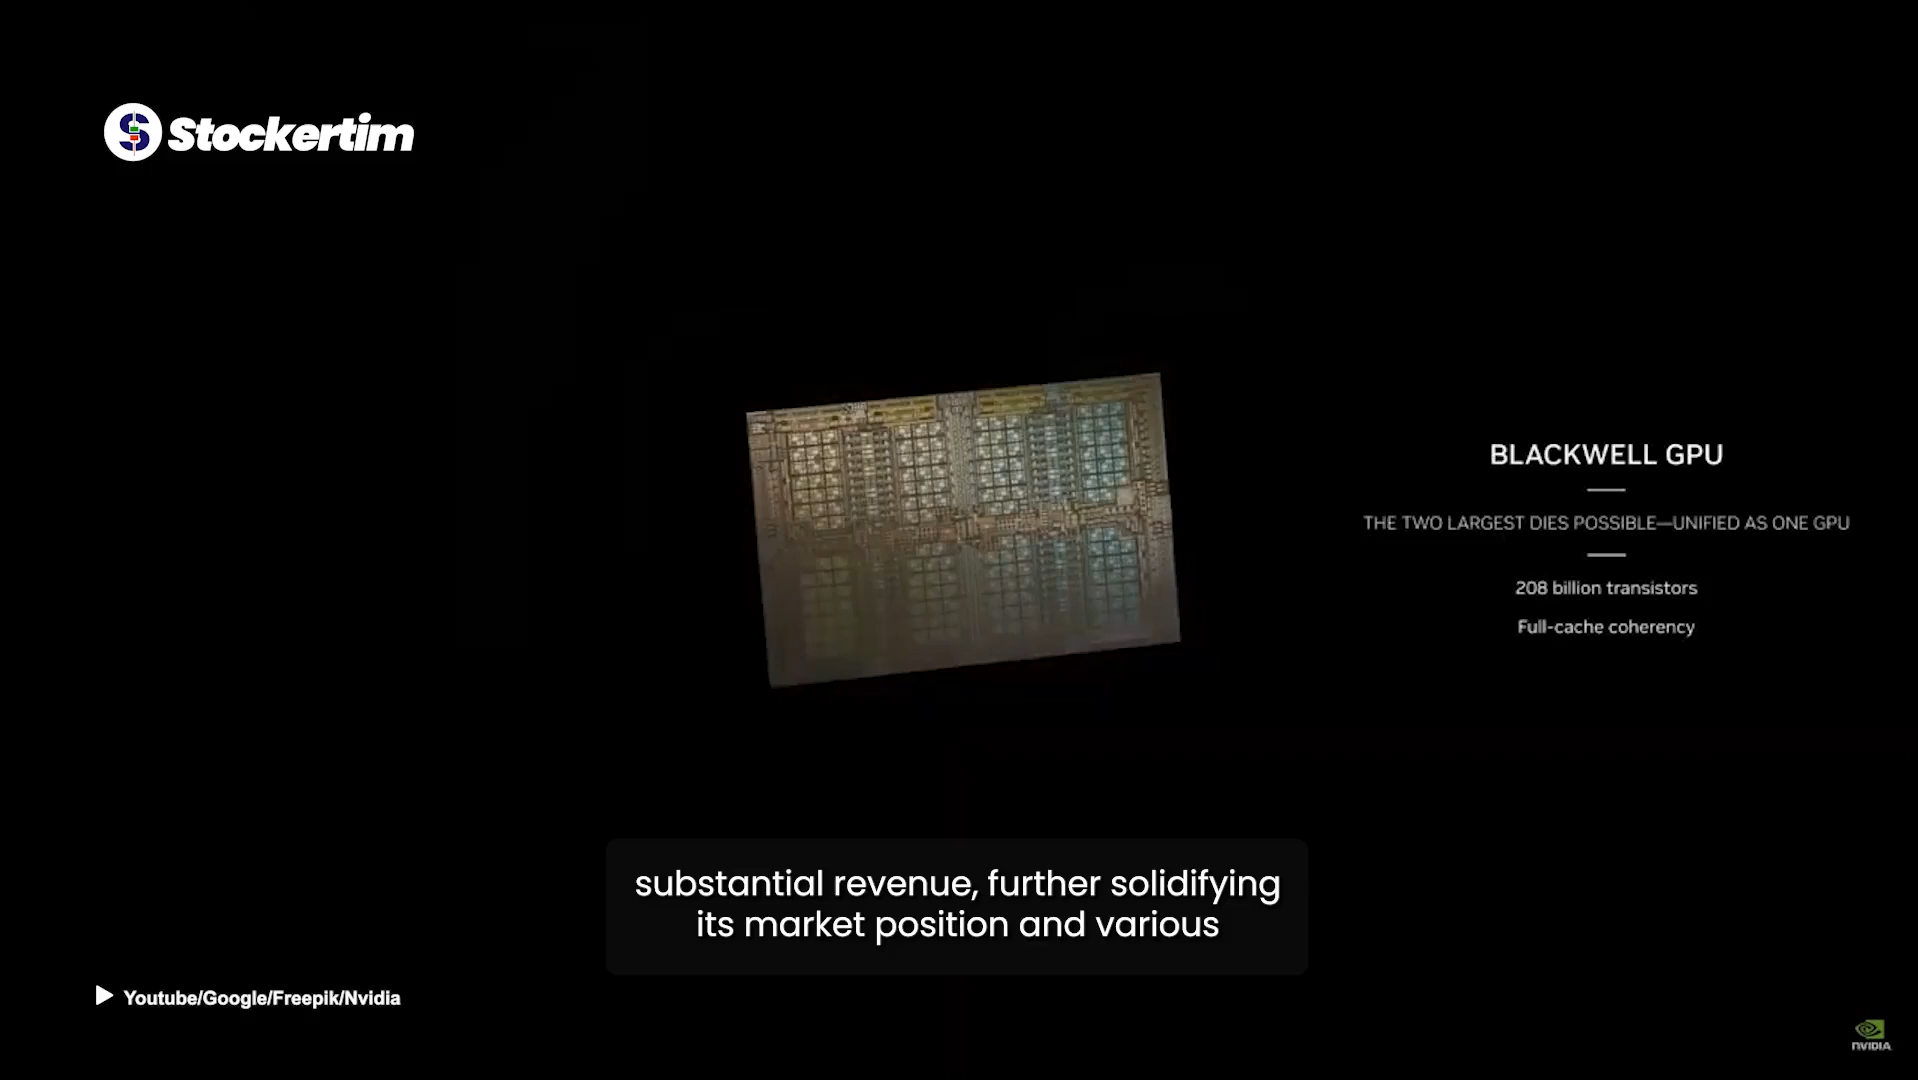 Stockertim
BLACKWELL GPU
THE TWO LARGEST DIES POSSIBLE—UNIFIED AS ONE GPU
208 billion transistors
Full-cache coherency
substantial revenue, further solidifying
its market position and various
Youtube/Google/Freepik/Nvidia
NVIDIA